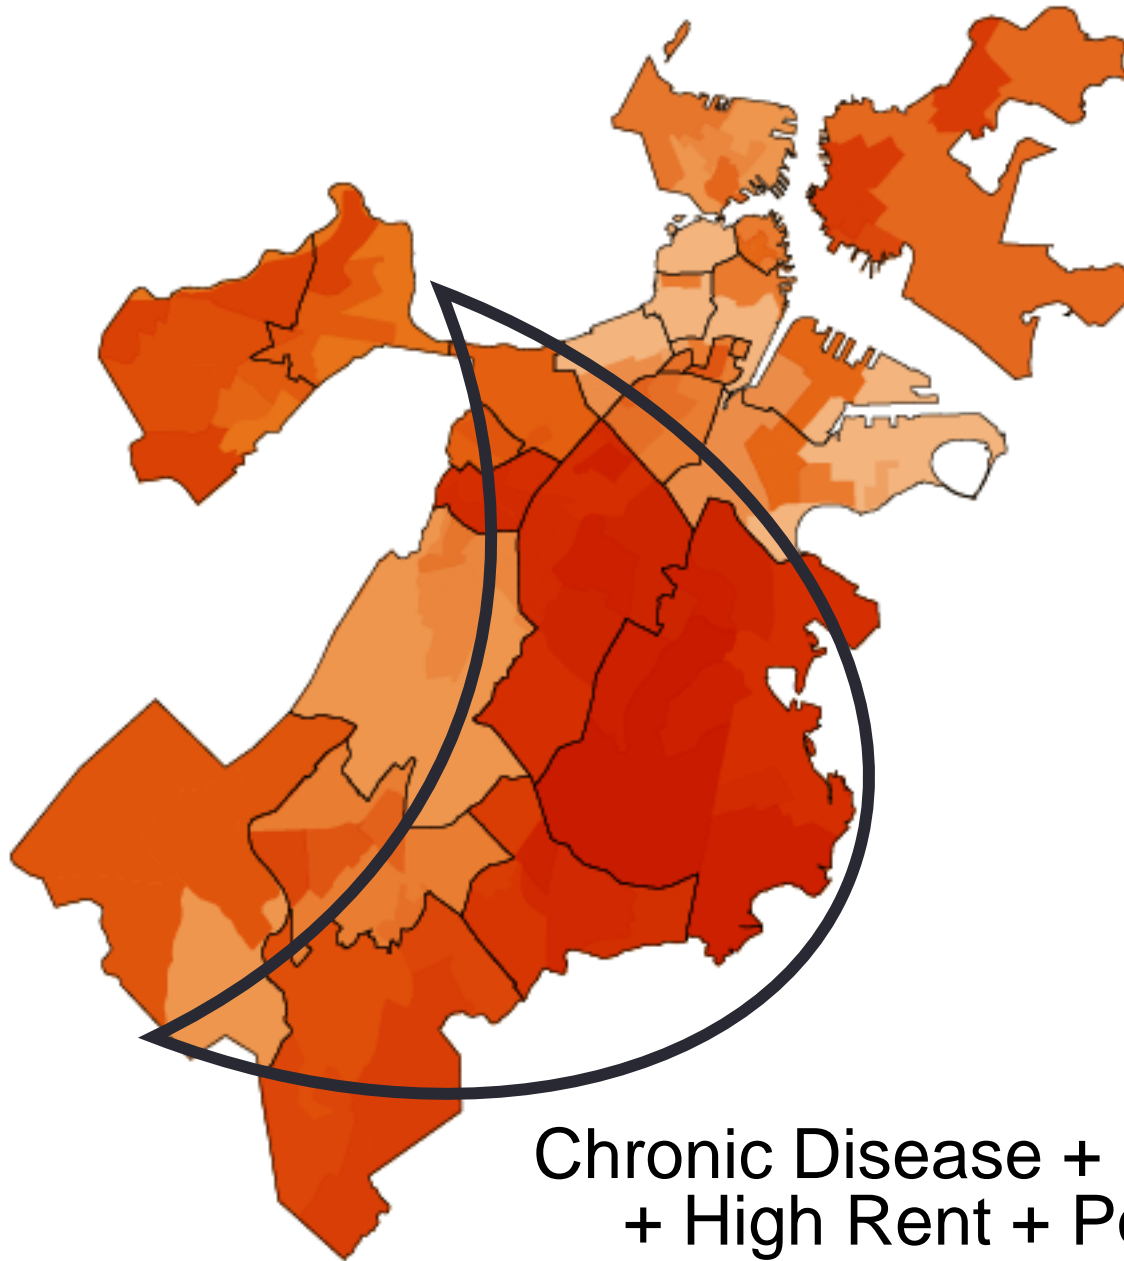 Chronic Disease +
+ High Rent +